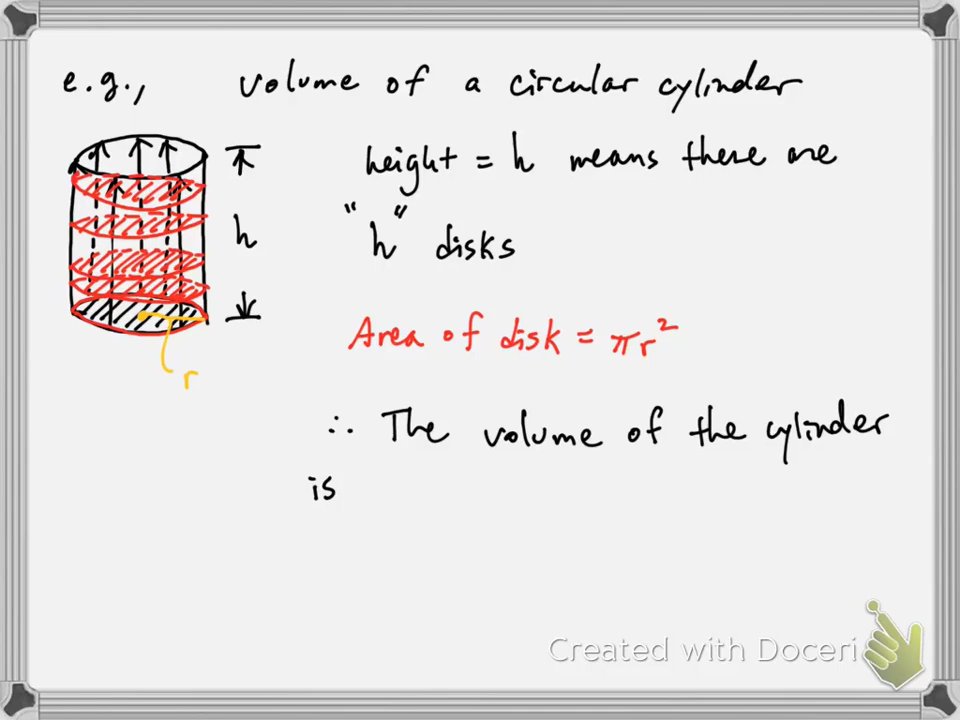 e.g., volume of a circular cylinder
height = h means there are
h "h" disks
Area of disk = πr²
r
∴ The volume of the cylinder
is
Created with Doceri